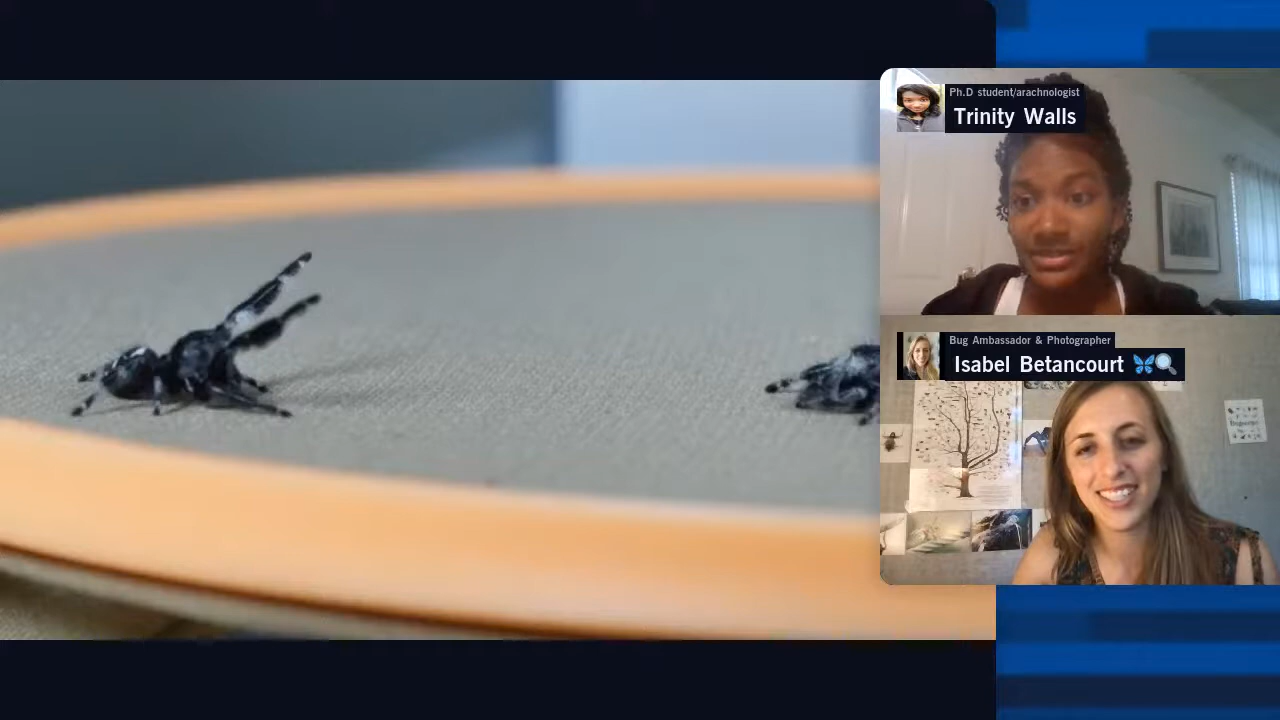 Ph.D student/arachnologist
Trinity Walls
Bug Ambassador & Photographer
Isabel Betancourt 🦋🔍